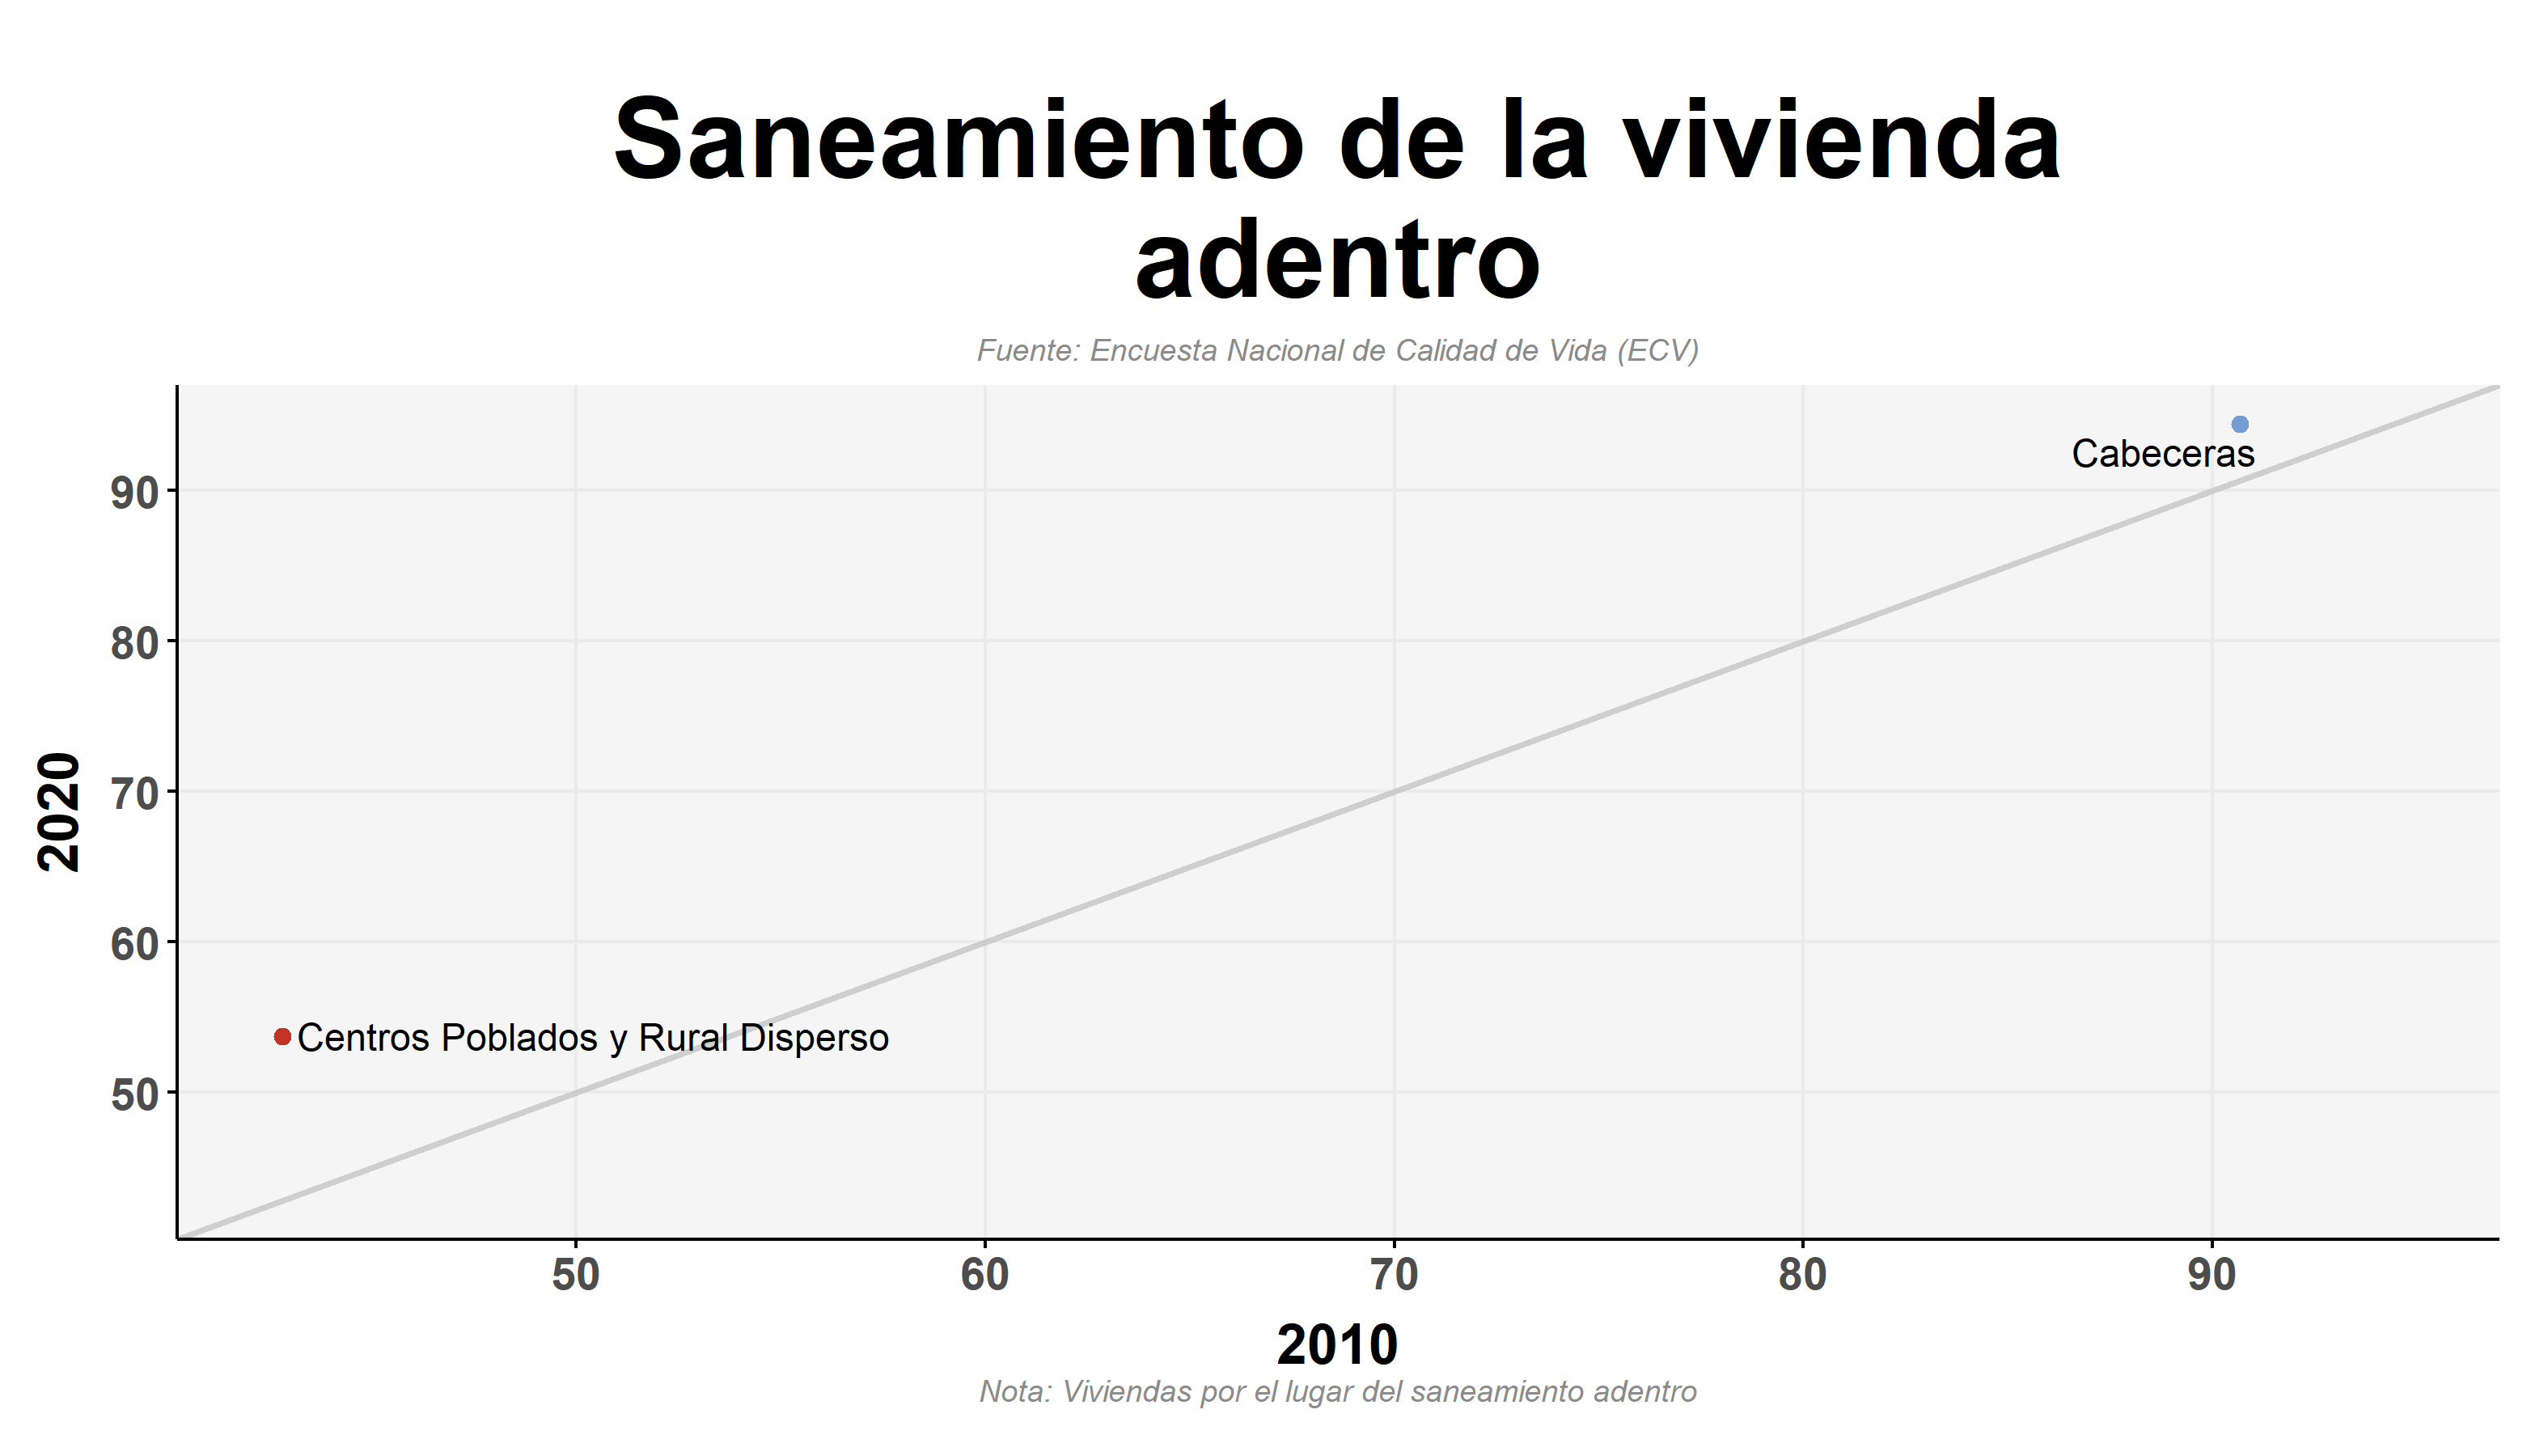 Saneamiento de la vivienda
adentro
Fuente: Encuesta Nacional de Calidad de Vida (ECV)
Cabeceras
90
80
70
2020
60
Centros Poblados y Rural Disperso
50
50 60 70 80 90
2010
Nota: Viviendas por el lugar del saneamiento adentro